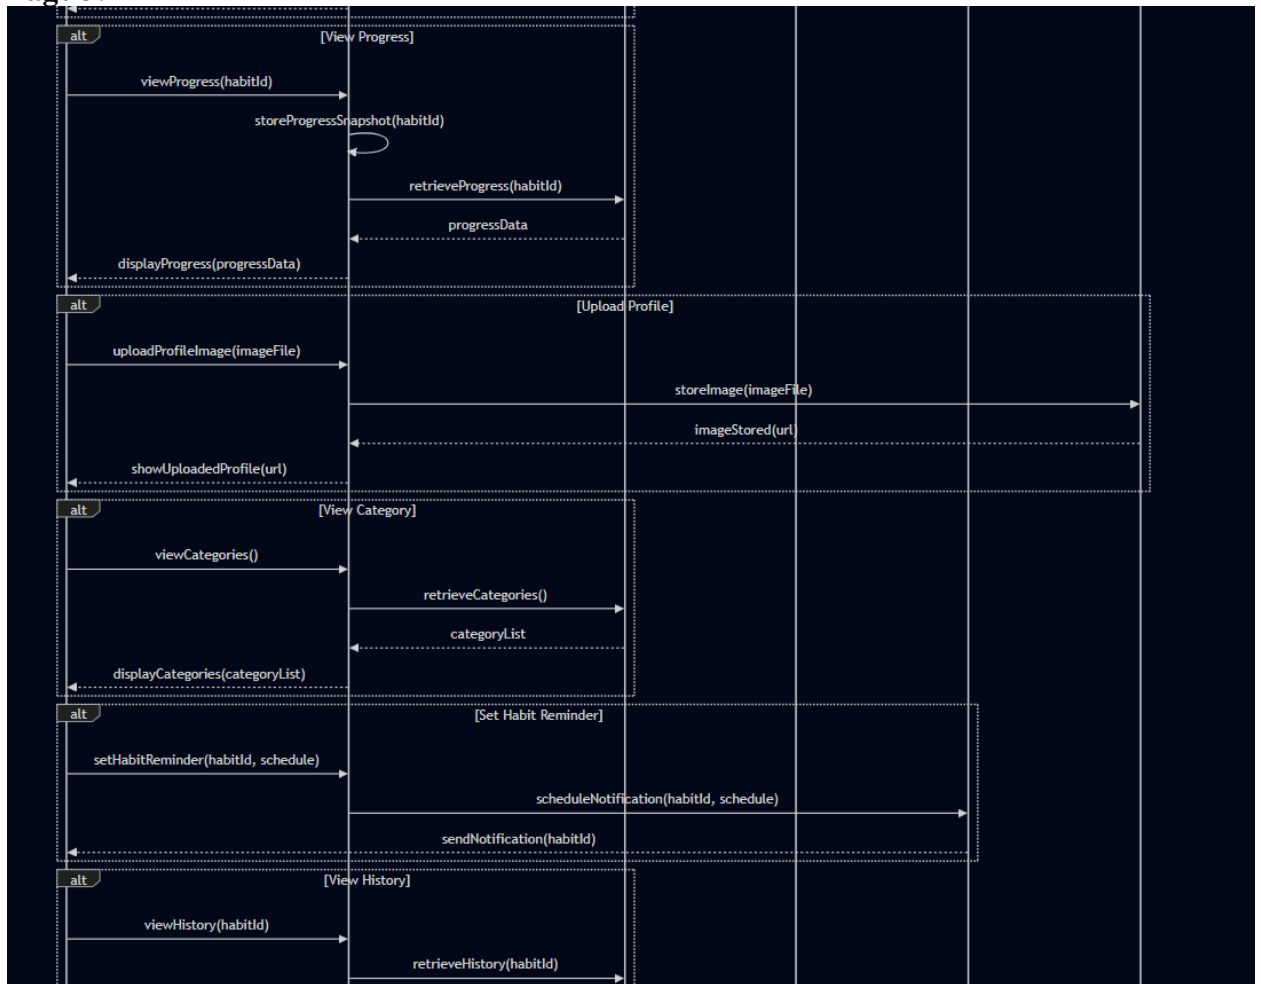 alt
[View Progress]
viewProgress(habitId)
storeProgressSnapshot(habitId)
retrieveProgress(habitId)
progressData
displayProgress(progressData)
alt
[Upload Profile]
uploadProfileImage(imageFile)
storeImage(imageFile)
imageStored(url)
showUploadedProfile(url)
alt
[View Category]
viewCategories()
retrieveCategories()
categoryList
displayCategories(categoryList)
alt
[Set Habit Reminder]
setHabitReminder(habitId, schedule)
scheduleNotification(habitId, schedule)
sendNotification(habitId)
alt
[View History]
viewHistory(habitId)
retrieveHistory(habitId)